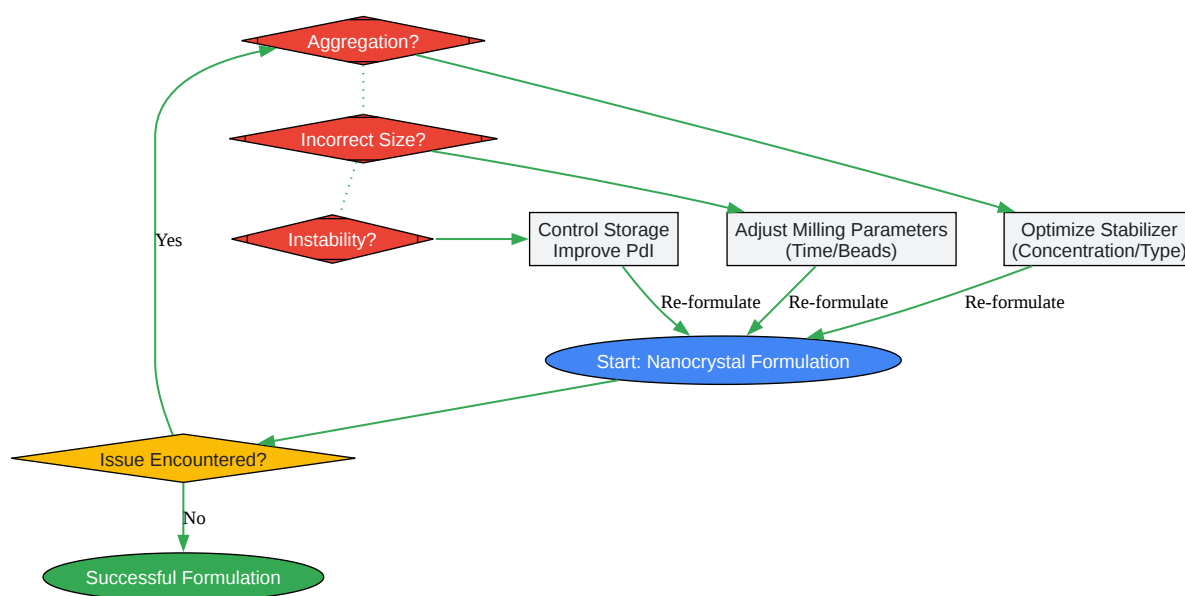 Aggregation?
Incorrect Size?
Instability?
Control Storage
Improve PdI
Adjust Milling Parameters
(Time/Beads)
Optimize Stabilizer
(Concentration/Type)
Yes
Re-formulate
Re-formulate
Re-formulate
Start: Nanocrystal Formulation
Issue Encountered?
No
Successful Formulation